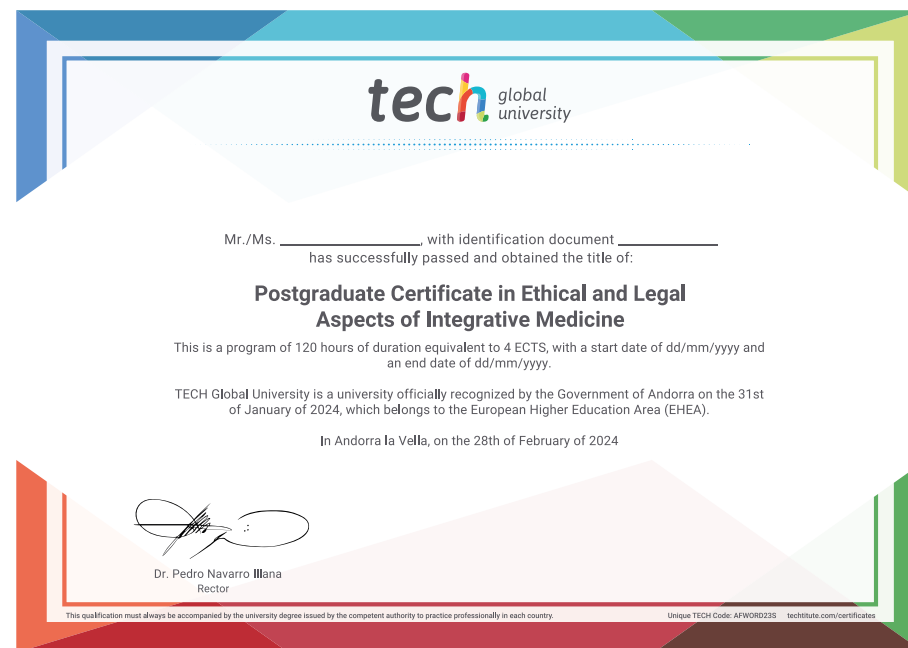 tech global university
Mr./Ms. ____________________, with identification document ______________
has successfully passed and obtained the title of:
Postgraduate Certificate in Ethical and Legal
Aspects of Integrative Medicine
This is a program of 120 hours of duration equivalent to 4 ECTS, with a start date of dd/mm/yyyy and
an end date of dd/mm/yyyy.
TECH Global University is a university officially recognized by the Government of Andorra on the 31st
of January of 2024, which belongs to the European Higher Education Area (EHEA).
In Andorra la Vella, on the 28th of February of 2024
Dr. Pedro Navarro Illana
Rector
This qualification must always be accompanied by the university degree issued by the competent authority to practice professionally in each country.
Unique TECH Code: AFWORD23S techtitute.com/certificates